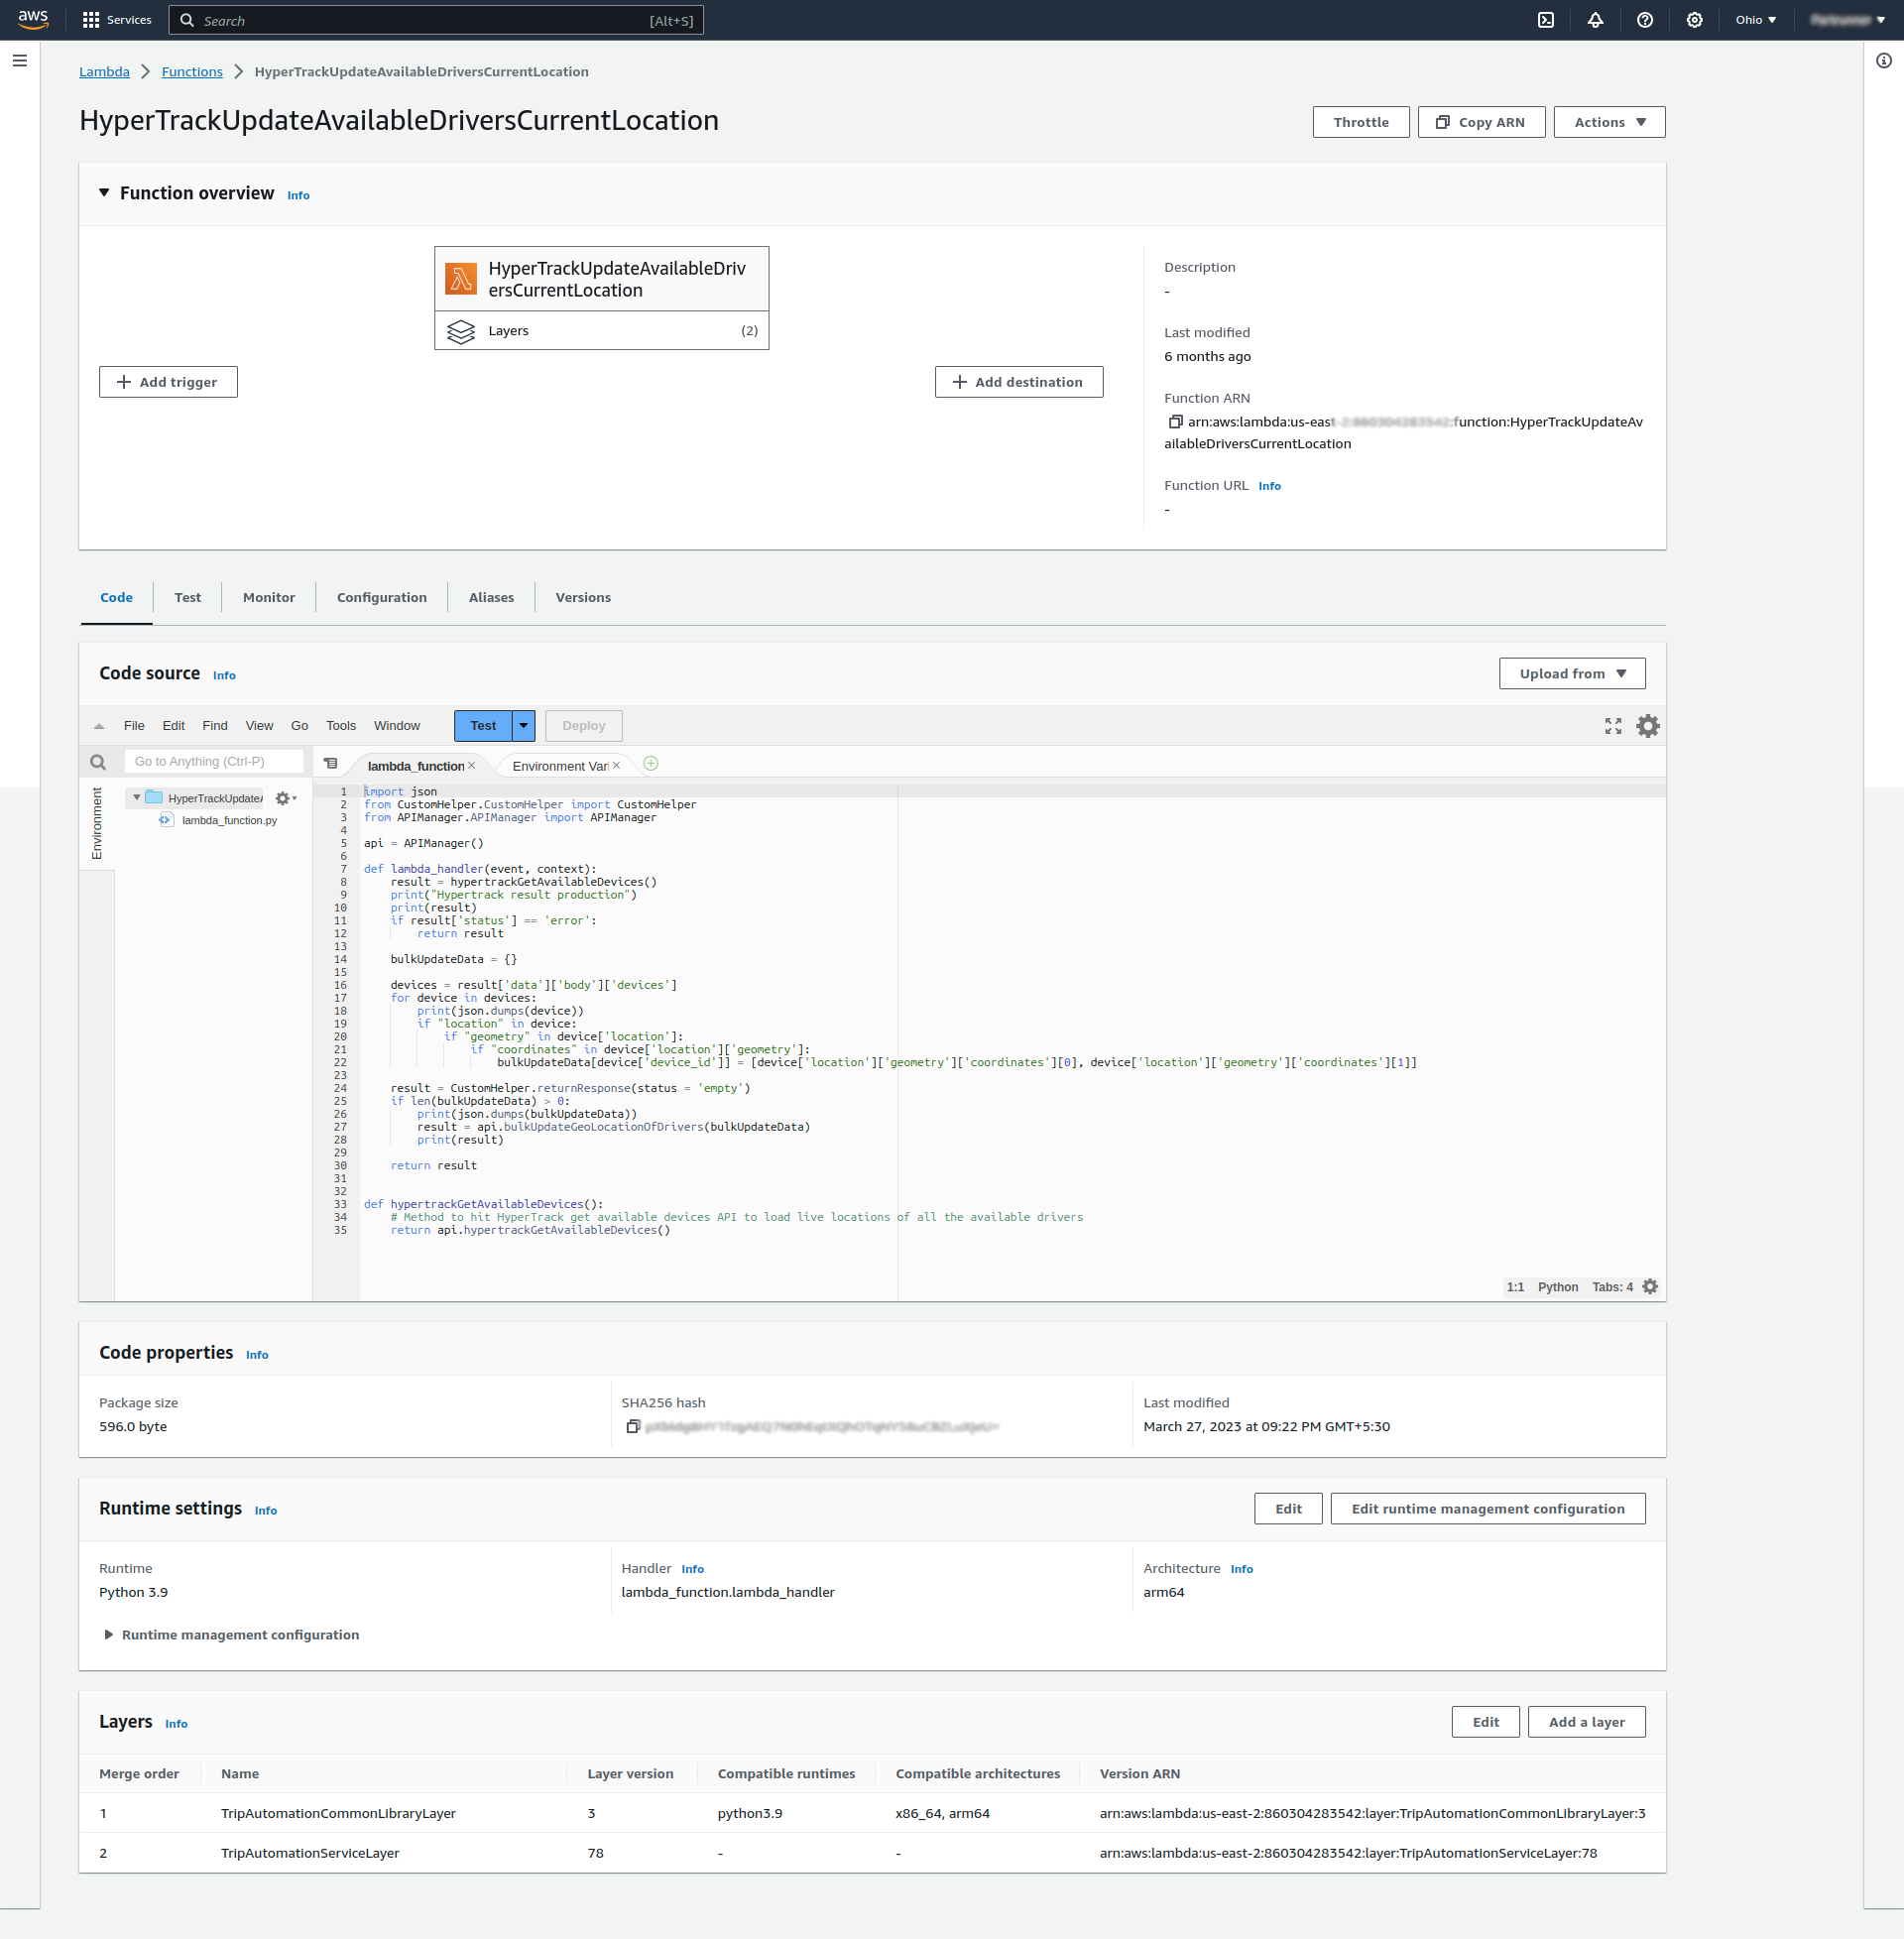 aws
Services
Search
[Alt+S]
Ohio
Lambda
Functions
HyperTrackUpdateAvailableDriversCurrentLocation
HyperTrackUpdateAvailableDriversCurrentLocation
Throttle
Copy ARN
Actions
Function overview Info
HyperTrackUpdateAvailableDriv
ersCurrentLocation
Layers (2)
Add trigger
Add destination
Description
-
Last modified
6 months ago
Function ARN
arn:aws:lambda:us-east unction:HyperTrackUpdateAv
ailableDriversCurrentLocation
Function URL Info
-
Code
Test
Monitor
Configuration
Aliases
Versions
Code source Info
Upload from
File Edit Find View Go Tools Window
Test
Deploy
Go to Anything (Ctrl-P)
lambda_function
Environment Vari
Environment
HyperTrackUpdateA
lambda_function.py
1 import json
2 from CustomHelper.CustomHelper import CustomHelper
3 from APIManager.APIManager import APIManager
4
5 api = APIManager()
6
7 def lambda_handler(event, context):
8 result = hypertrackGetAvailableDevices()
9 print("Hypertrack result production")
10 print(result)
11 if result['status'] == 'error':
12 return result
13
14 bulkUpdateData = {}
15
16 devices = result['data']['body']['devices']
17 for device in devices:
18 print(json.dumps(device))
19 if "location" in device:
20 if "geometry" in device['location']:
21 if "coordinates" in device['location']['geometry']:
22 bulkUpdateData[device['device_id']] = [device['location']['geometry']['coordinates'][0], device['location']['geometry']['coordinates'][1]]
23
24 result = CustomHelper.returnResponse(status = 'empty')
25 if len(bulkUpdateData) > 0:
26 print(json.dumps(bulkUpdateData))
27 result = api.bulkUpdateGeoLocationOfDrivers(bulkUpdateData)
28 print(result)
29
30 return result
31
32
33 def hypertrackGetAvailableDevices():
34 # Method to hit HyperTrack get available devices API to load live locations of all the available drivers
35 return api.hypertrackGetAvailableDevices()
1:1 Python Tabs: 4
Code properties Info
Package size
596.0 byte
SHA256 hash
Last modified
March 27, 2023 at 09:22 PM GMT+5:30
Runtime settings Info
Edit
Edit runtime management configuration
Runtime
Python 3.9
Handler Info
lambda_function.lambda_handler
Architecture Info
arm64
Runtime management configuration
Layers Info
Edit
Add a layer
Merge order Name Layer version Compatible runtimes Compatible architectures Version ARN
1 TripAutomationCommonLibraryLayer 3 python3.9 x86_64, arm64 arn:aws:lambda:us-east-2:860304283542:layer:TripAutomationCommonLibraryLayer:3
2 TripAutomationServiceLayer 78 - - arn:aws:lambda:us-east-2:860304283542:layer:TripAutomationServiceLayer:78